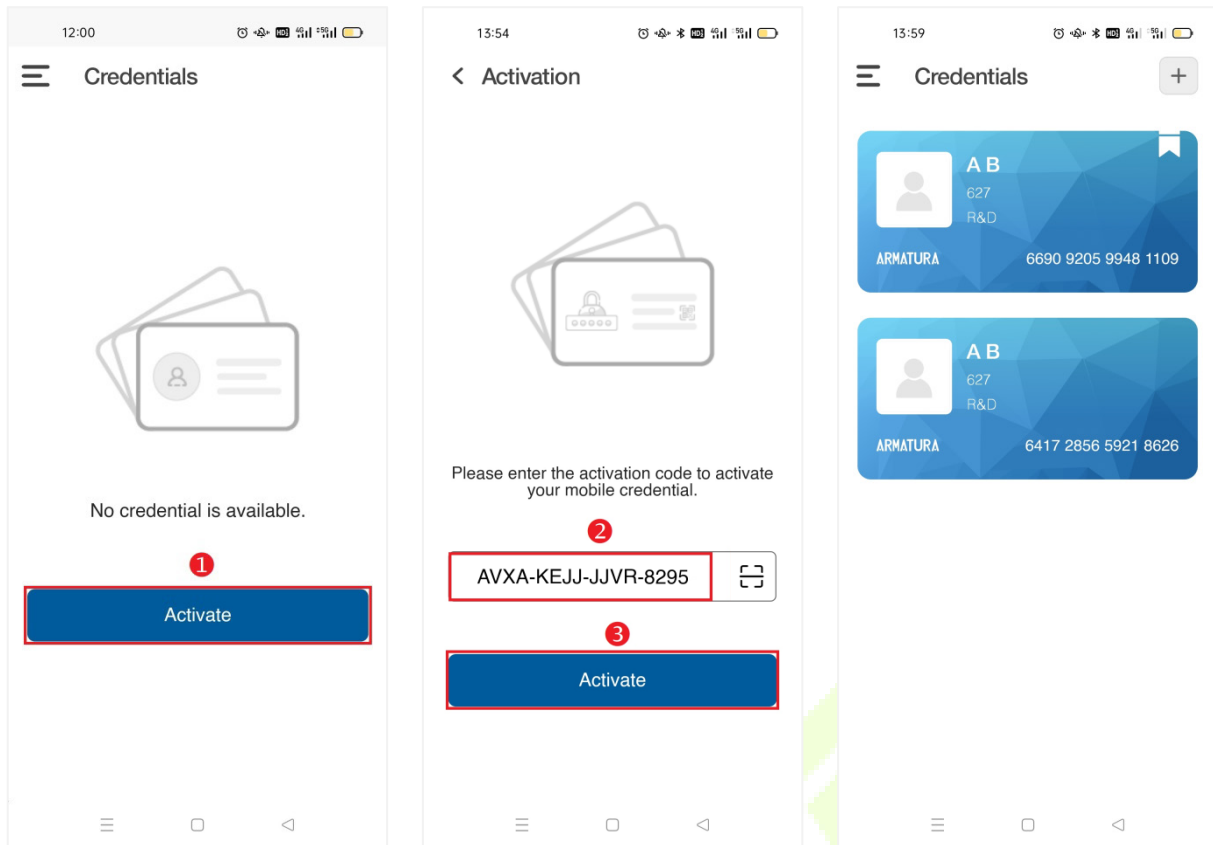 12:00
Credentials
No credential is available.
1
Activate
13:54
Activation
Please enter the activation code to activate
your mobile credential.
2
AVXA-KEJJ-JJVR-8295
3
Activate
13:59
Credentials
+
A B
627
R&D
ARMATURA 6690 9205 9948 1109
A B
627
R&D
ARMATURA 6417 2856 5921 8626